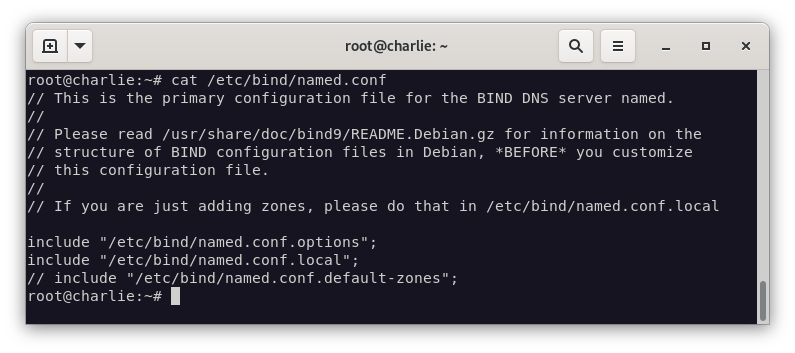 root@charlie: ~
root@charlie:~# cat /etc/bind/named.conf
// This is the primary configuration file for the BIND DNS server named.
//
// Please read /usr/share/doc/bind9/README.Debian.gz for information on the
// structure of BIND configuration files in Debian, *BEFORE* you customize
// this configuration file.
//
// If you are just adding zones, please do that in /etc/bind/named.conf.local

include "/etc/bind/named.conf.options";
include "/etc/bind/named.conf.local";
// include "/etc/bind/named.conf.default-zones";
root@charlie:~#